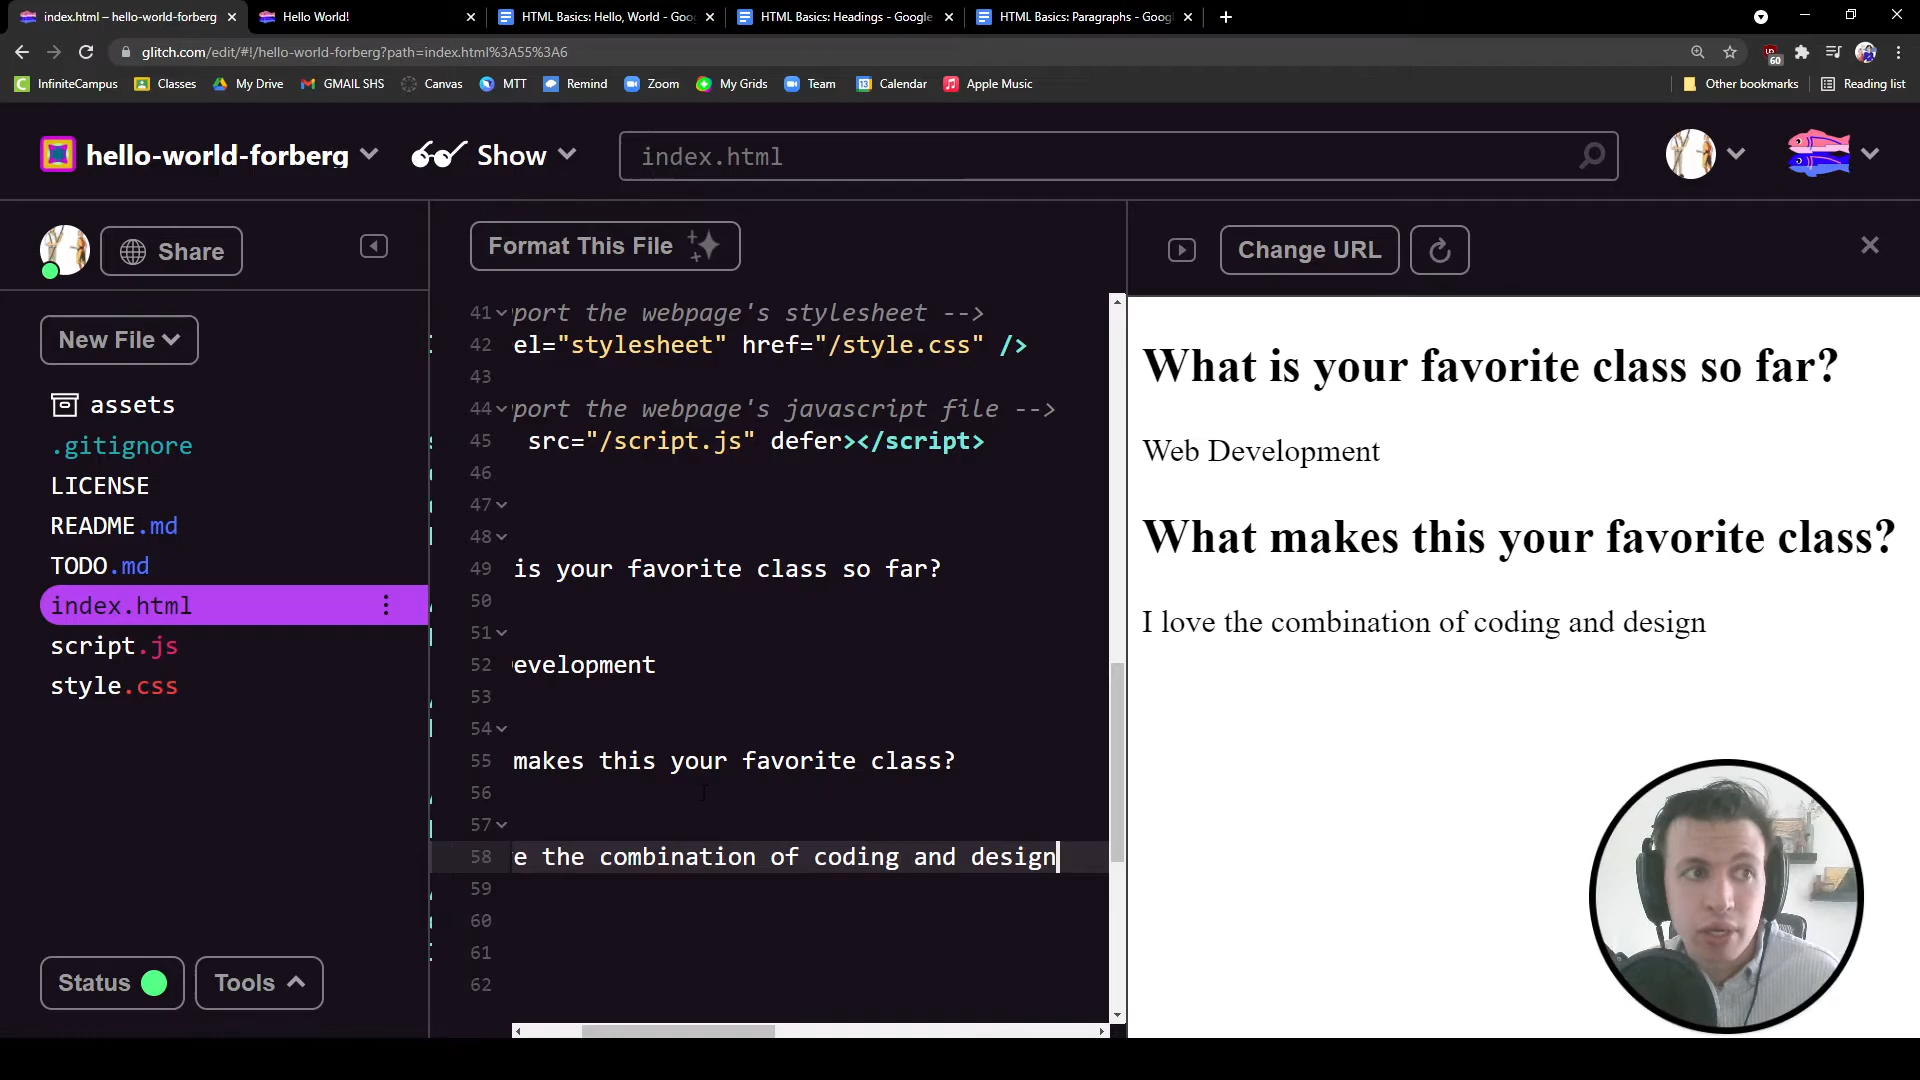 index.html – hello-world-forberg
Hello World!
HTML Basics: Hello, World - Goo
HTML Basics: Headings - Google
HTML Basics: Paragraphs - Goog
glitch.com/edit/#!/hello-world-forberg?path=index.html%3A55%3A6
60
InfiniteCampus Classes My Drive GMAIL SHS Canvas MTT Remind Zoom My Grids Team Calendar Apple Music Other bookmarks Reading list
hello-world-forberg
Show
index.html
Share
Format This File
Change URL
New File
assets
.gitignore
LICENSE
README.md
TODO.md
index.html
script.js
style.css
Status
Tools
41 port the webpage's stylesheet -->
42 el="stylesheet" href="/style.css" />
43
44 port the webpage's javascript file -->
45 src="/script.js" defer></script>
46
47
48
49 is your favorite class so far?
50
51
52 evelopment
53
54
55 makes this your favorite class?
56
57
58 e the combination of coding and design
59
60
61
62
What is your favorite class so far?
Web Development
What makes this your favorite class?
I love the combination of coding and design